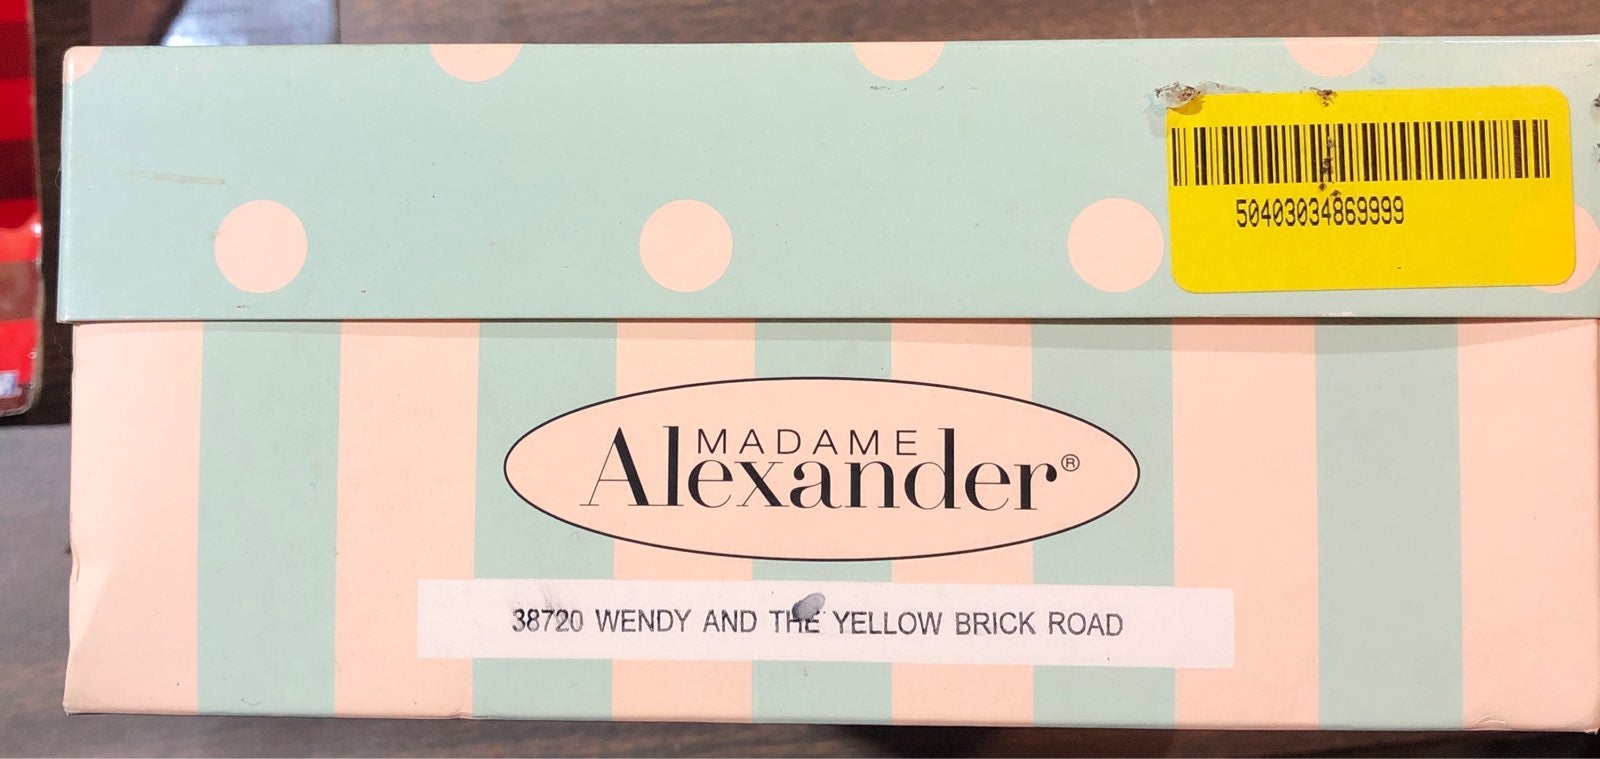 50403034869999
MADAME
Alexander®
38720 WENDY AND THE YELLOW BRICK ROAD